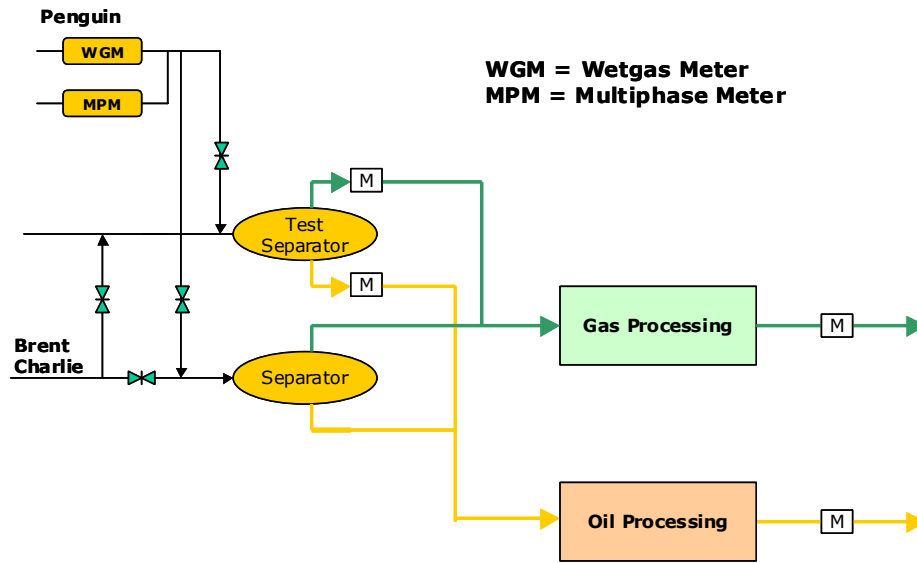 Penguin
WGM
MPM
WGM = Wetgas Meter
MPM = Multiphase Meter
M
Test
Separator
M
Gas Processing
M
Brent
Charlie
Separator
Oil Processing
M